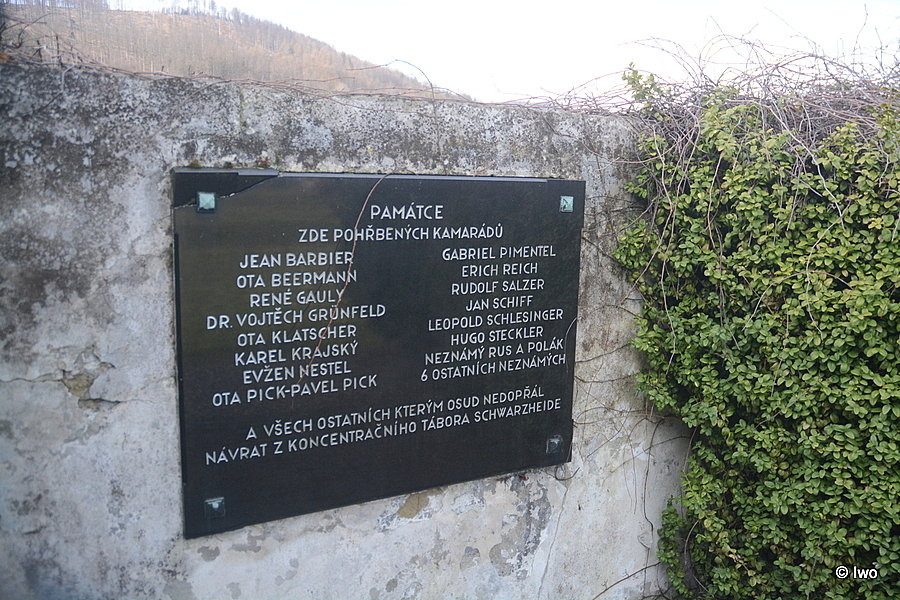 PAMÁTCE
ZDE POHŘBENÝCH KAMARÁDŮ
JEAN BARBIER
OTA BEERMANN
RENÉ GAULY
DR. VOJTĚCH GRÜNFELD
OTA KLATSCHER
KAREL KRAJSKÝ
EVŽEN NESTEL
OTA PICK-PAVEL PICK
GABRIEL PIMENTEL
ERICH REICH
RUDOLF SALZER
JAN SCHIFF
LEOPOLD SCHLESINGER
HUGO STECKLER
NEZNÁMÝ RUS A POLÁK
6 OSTATNÍCH NEZNÁMÝCH
A VŠECH OSTATNÍCH KTERÝM OSUD NEDOPŘÁL
NÁVRAT Z KONCENTRAČNÍHO TÁBORA SCHWARZHEIDE
© Iwo